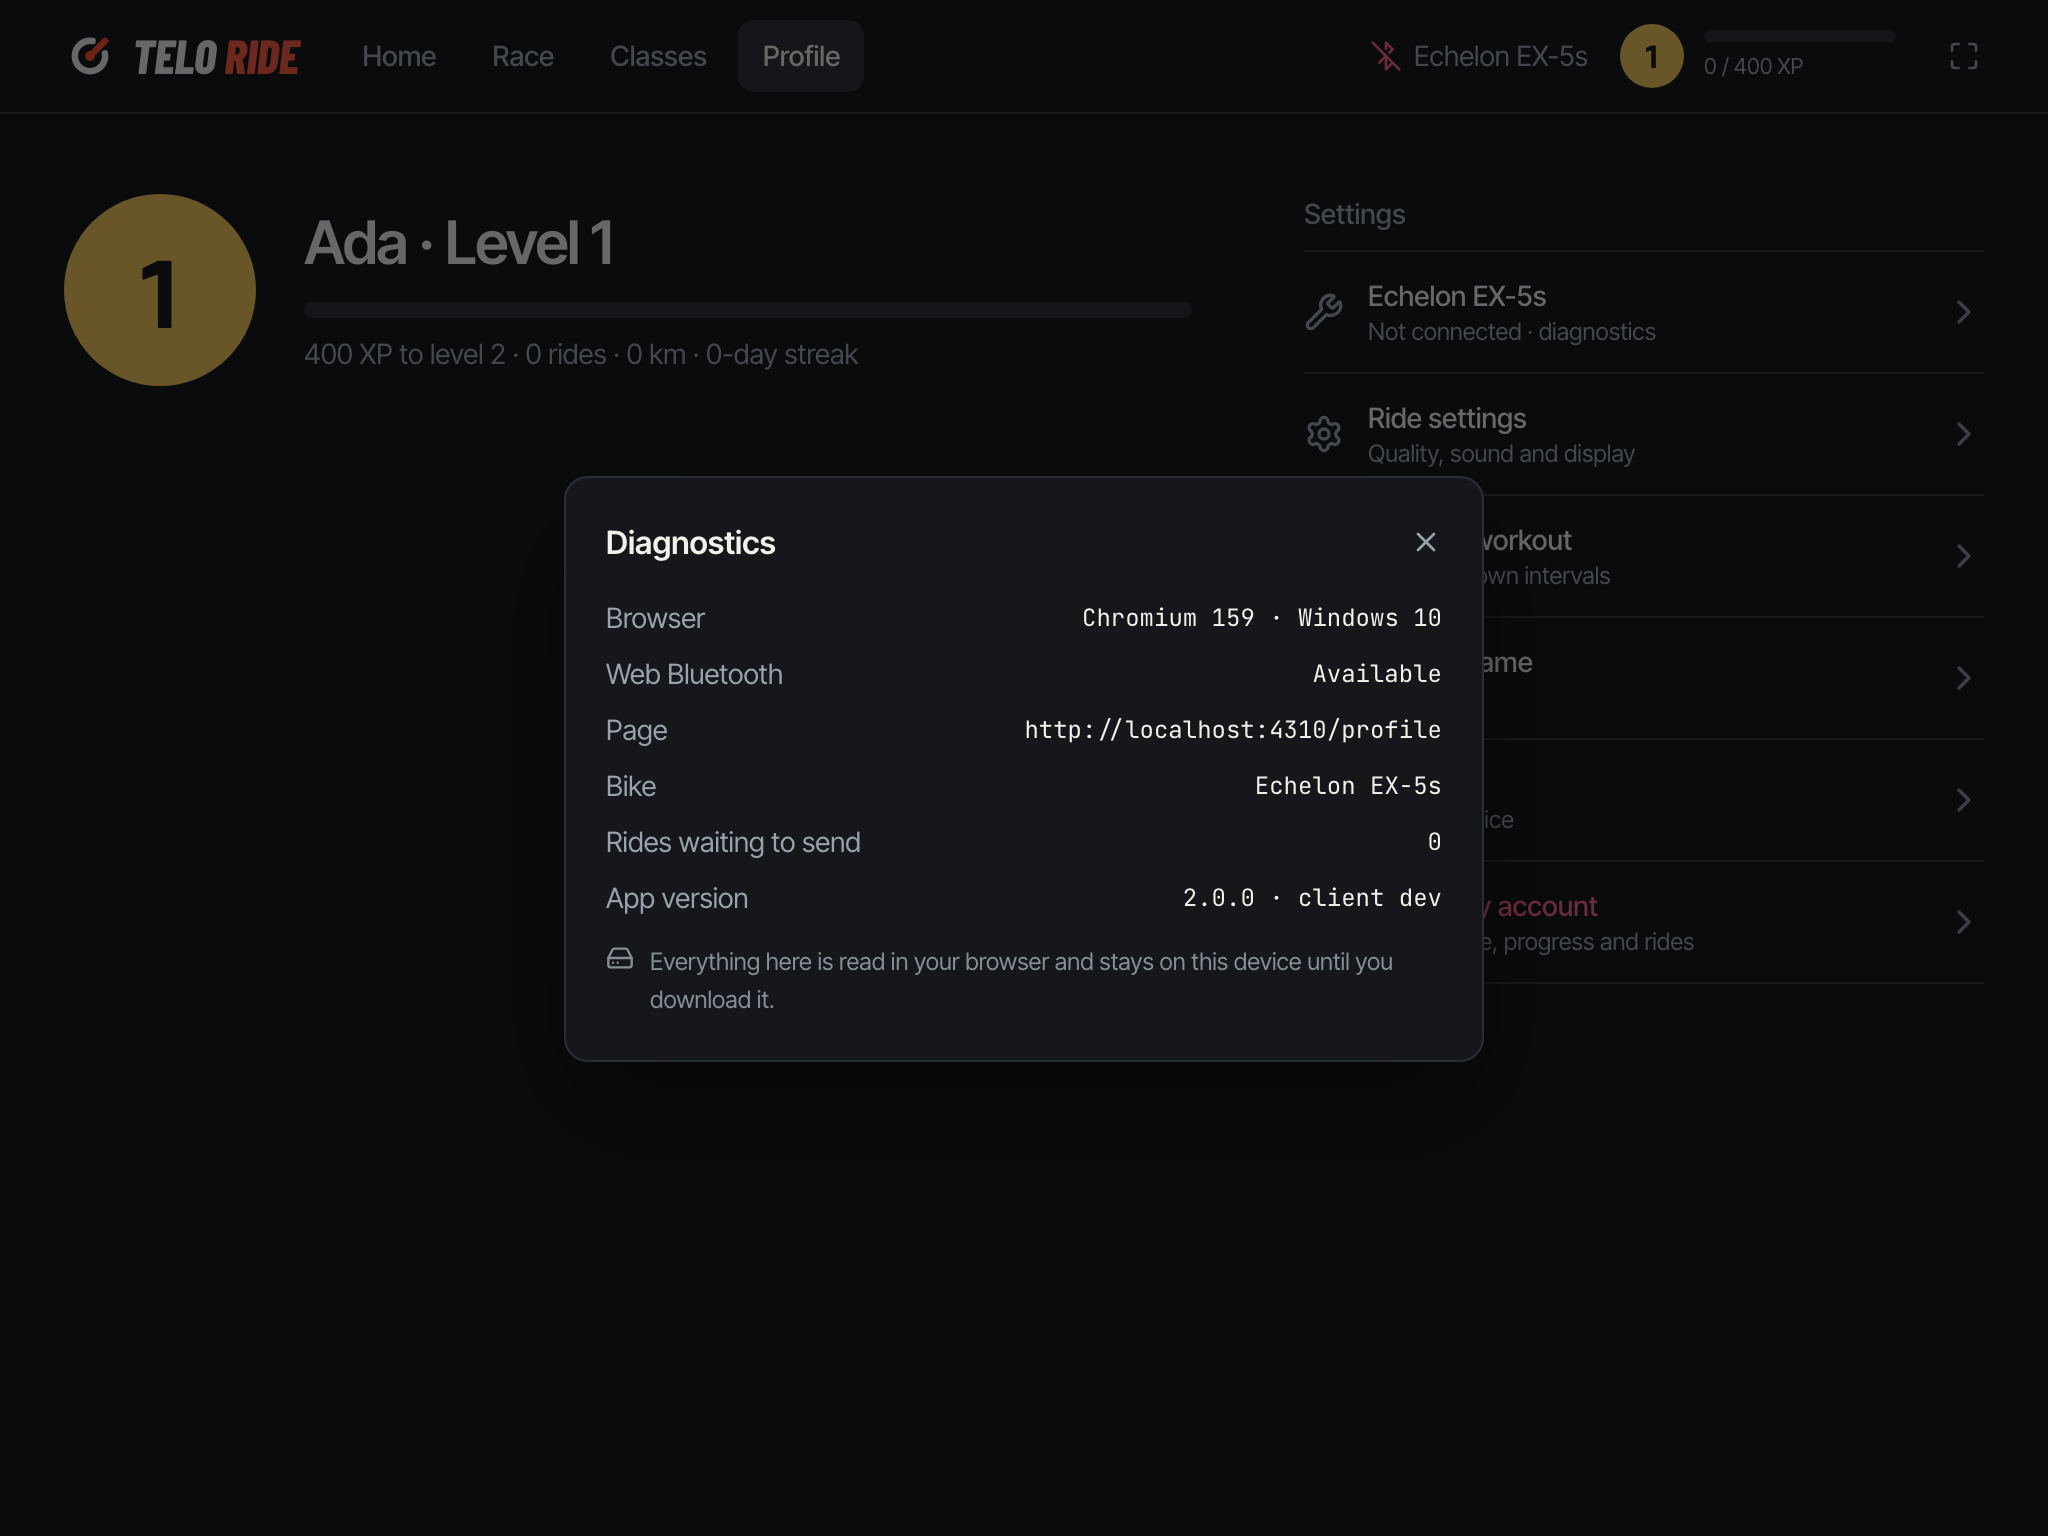 TELO RIDE
Home
Race
Classes
Profile
Echelon EX-5s
1
0 / 400 XP
1
Ada · Level 1
400 XP to level 2 · 0 rides · 0 km · 0-day streak
Settings
Echelon EX-5s
Not connected · diagnostics
Ride settings
Quality, sound and display
workout
own intervals
account
, progress and rides
Diagnostics
Browser
Chromium 159 · Windows 10
Web Bluetooth
Available
Page
http://localhost:4310/profile
Bike
Echelon EX-5s
Rides waiting to send
0
App version
2.0.0 · client dev
Everything here is read in your browser and stays on this device until you
download it.